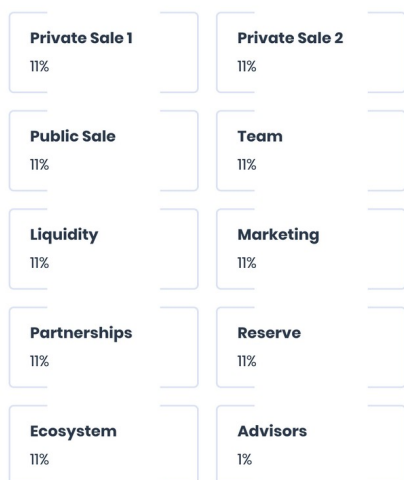 Private Sale 1
11%
Private Sale 2
11%
Public Sale
11%
Team
11%
Liquidity
11%
Marketing
11%
Partnerships
11%
Reserve
11%
Ecosystem
11%
Advisors
1%